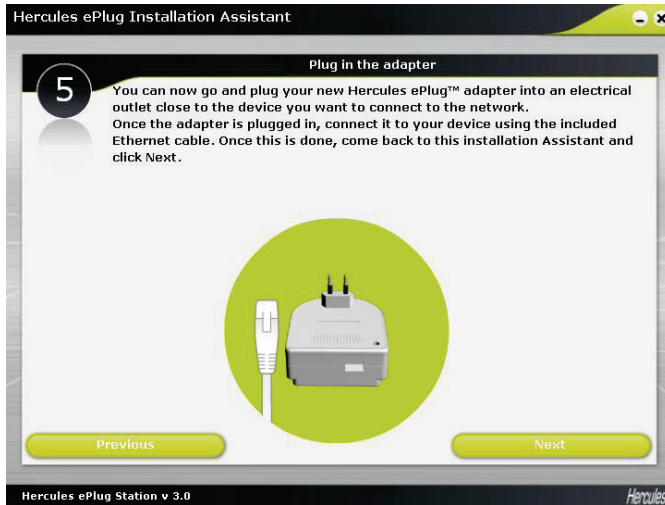 Hercules ePlug Installation Assistant
Plug in the adapter
5
You can now go and plug your new Hercules ePlug™ adapter into an electrical
outlet close to the device you want to connect to the network.
Once the adapter is plugged in, connect it to your device using the included
Ethernet cable. Once this is done, come back to this installation Assistant and
click Next.
Previous
Next
Hercules ePlug Station v 3.0
Hercules